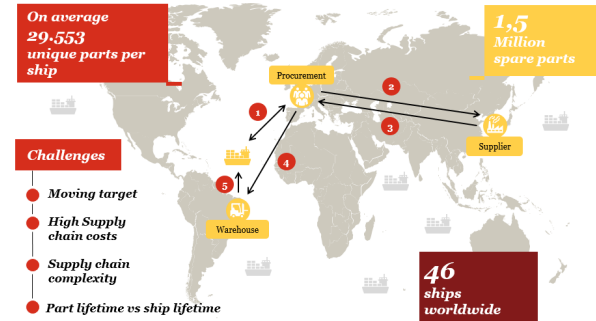 On average
29.553
unique parts per
ship
1,5
Million
spare parts
Procurement
1
2
3
4
5
Supplier
Warehouse
Challenges
Moving target
High Supply
chain costs
Supply chain
complexity
Part lifetime vs ship lifetime
46
ships
worldwide